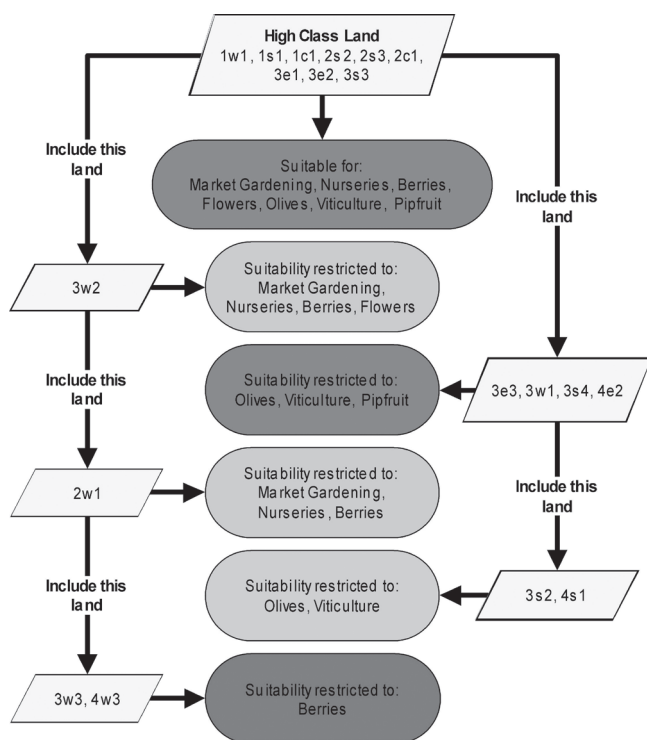 High Class Land
1w1, 1s1, 1c1, 2s2, 2s3, 2c1,
3e1, 3e2, 3s3
Include this
land
Suitable for:
Market Gardening, Nurseries, Berries,
Flowers, Olives, Viticulture, Pipfruit
Include this
land
3w2
Suitability restricted to:
Market Gardening,
Nurseries, Berries, Flowers
Include this
land
Suitability restricted to:
Olives, Viticulture, Pipfruit
3e3, 3w1, 3s4, 4e2
2w1
Suitability restricted to:
Market Gardening,
Nurseries, Berries
Include this
land
Include this
land
Suitability restricted to:
Olives, Viticulture
3s2, 4s1
3w3, 4w3
Suitability restricted to:
Berries